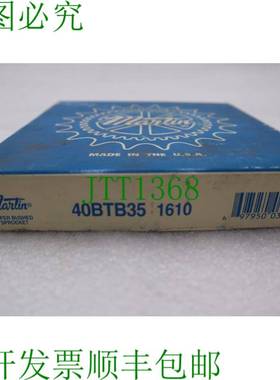 图必究
Martin
MADE IN THE U.S.A.
Martin
BUSHED
SPROCKET
40BTB35 1610
JTT1368
开发票顺丰包邮